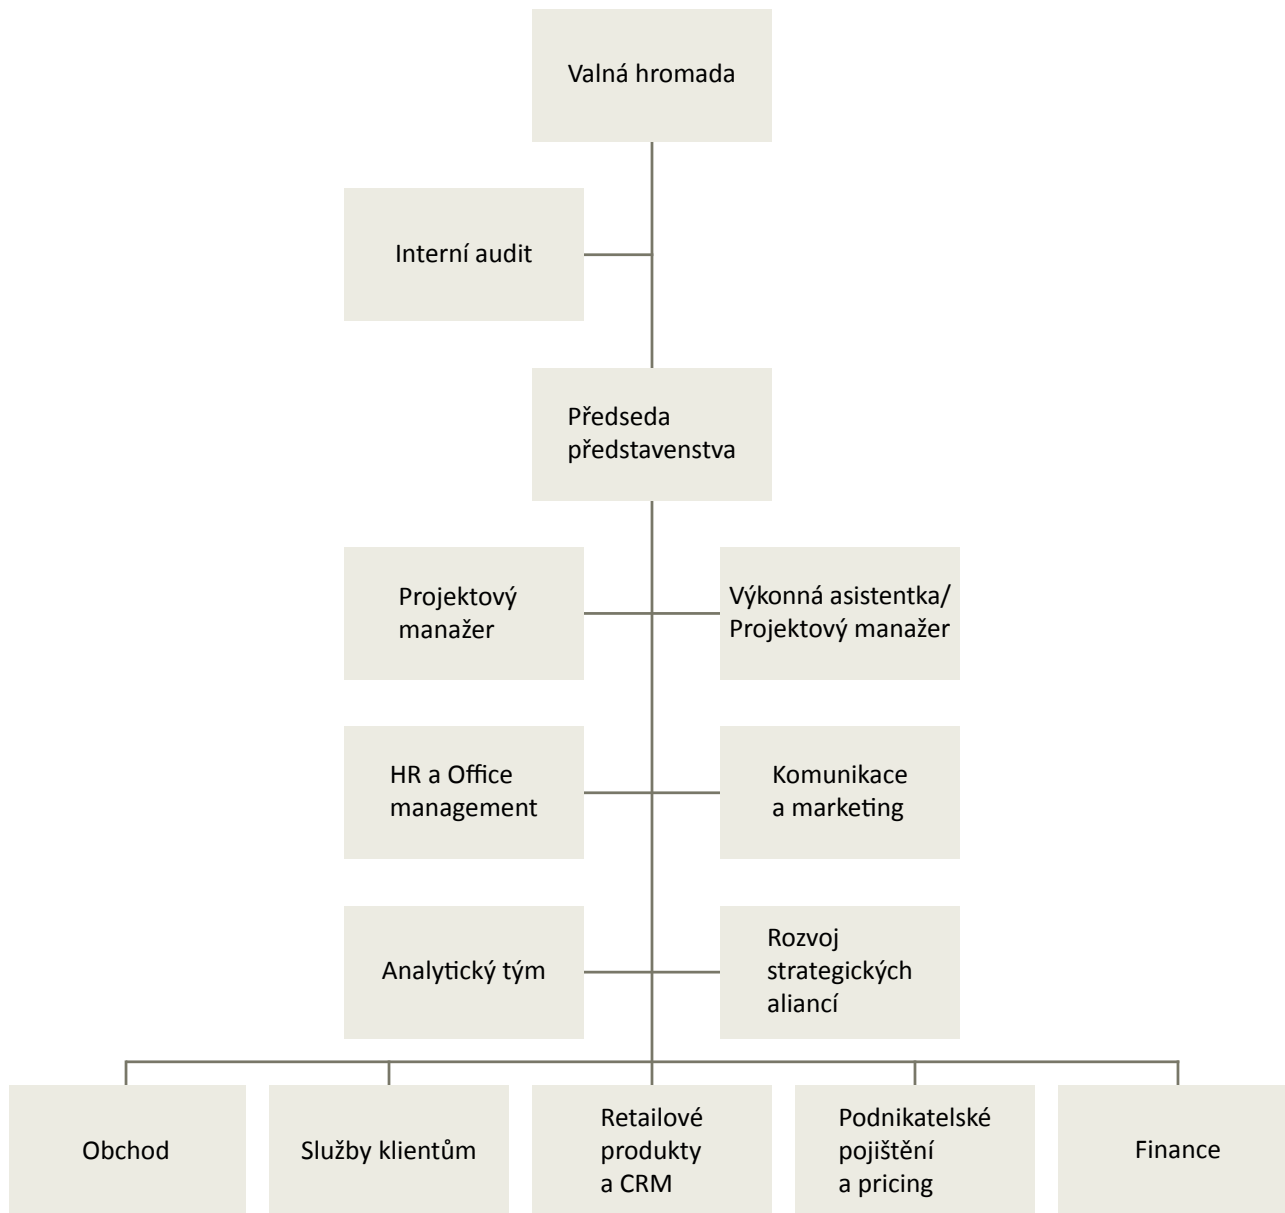 Valná hromada
Interní audit
Předseda
představenstva
Projektový
manažer
Výkonná asistentka/
Projektový manažer
HR a Office
management
Komunikace
a marketing
Analytický tým
Rozvoj
strategických
aliancí
Obchod
Služby klientům
Retailové
produkty
a CRM
Podnikatelské
pojištění
a pricing
Finance